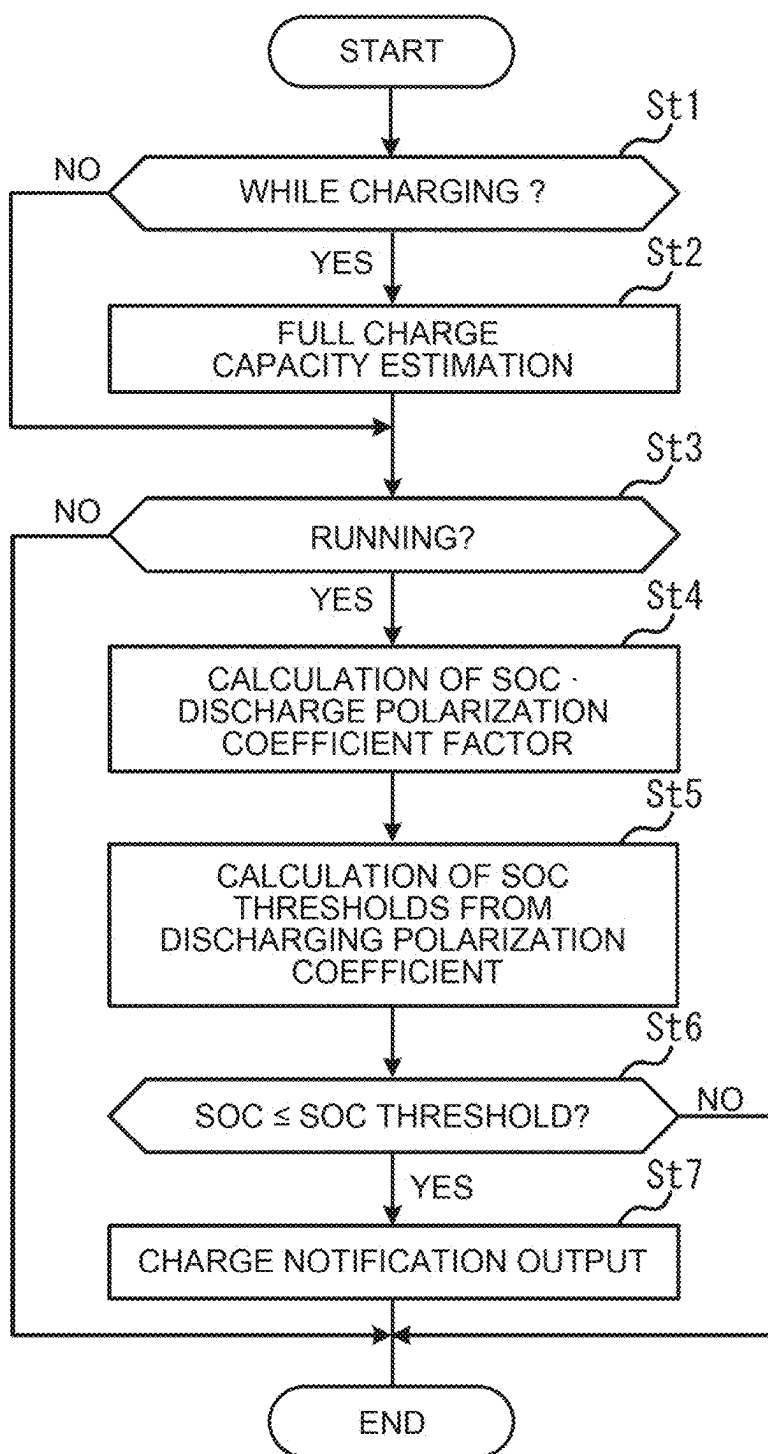 START
St1
NO
WHILE CHARGING ?
YES
St2
FULL CHARGE
CAPACITY ESTIMATION
St3
NO
RUNNING?
YES
St4
CALCULATION OF SOC ·
DISCHARGE POLARIZATION
COEFFICIENT FACTOR
St5
CALCULATION OF SOC
THRESHOLDS FROM
DISCHARGING POLARIZATION
COEFFICIENT
St6
SOC ≤ SOC THRESHOLD?
NO
YES
St7
CHARGE NOTIFICATION OUTPUT
END